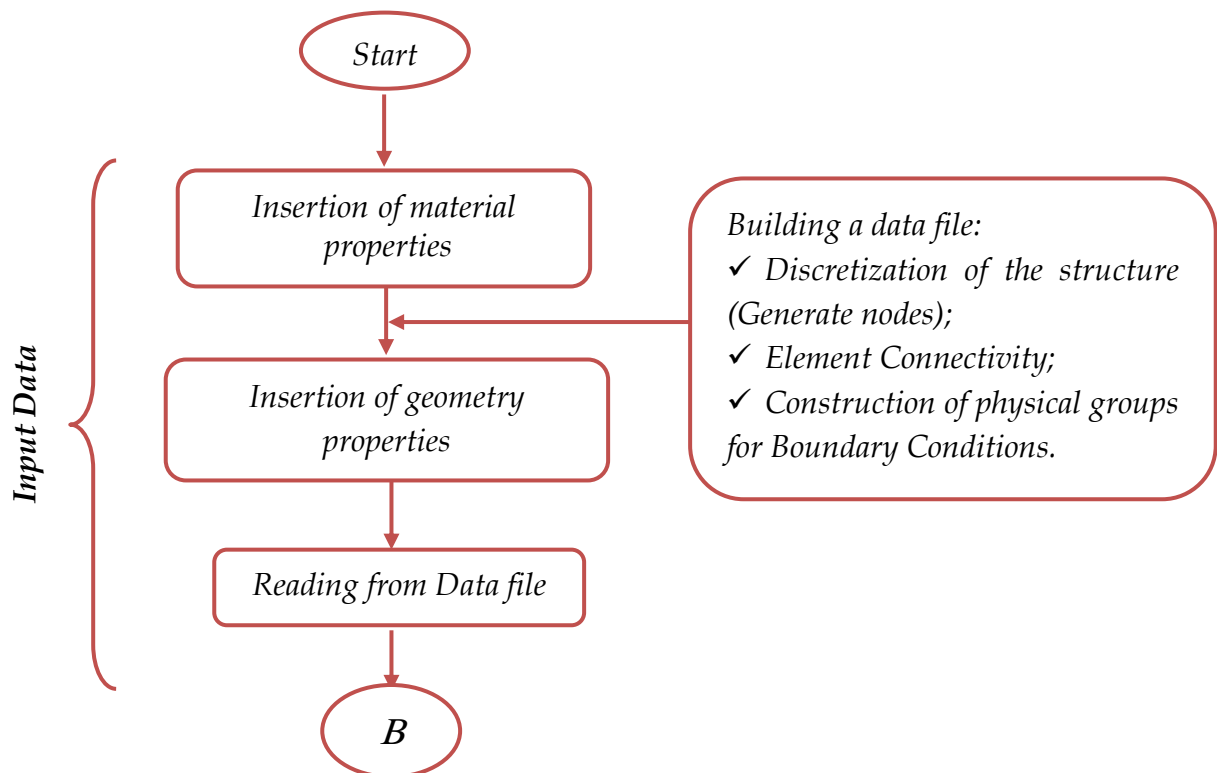 Start
Insertion of material
properties
Building a data file:
✓ Discretization of the structure
(Generate nodes);
✓ Element Connectivity;
✓ Construction of physical groups
for Boundary Conditions.
Input Data
Insertion of geometry
properties
Reading from Data file
B